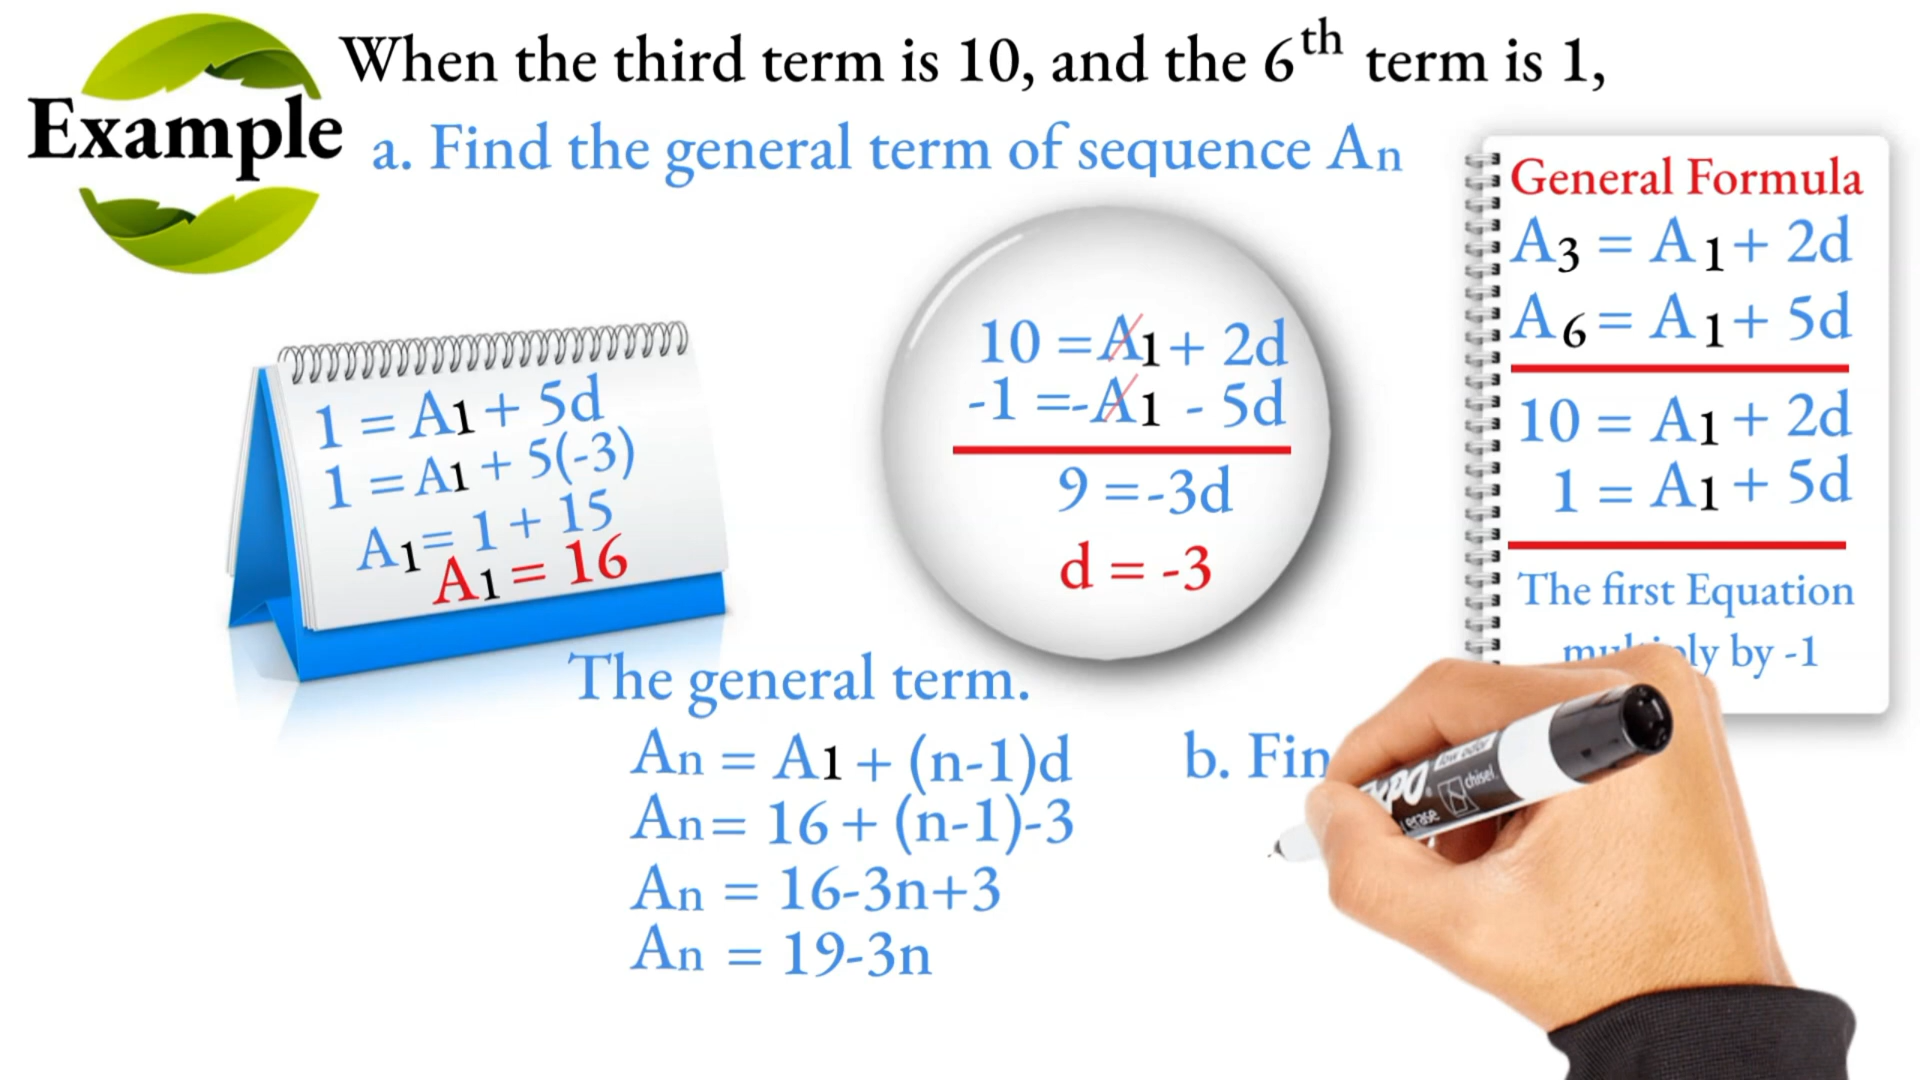 When the third term is 10, and the 6th term is 1,
Example
a. Find the general term of sequence An
General Formula
A3 = A1 + 2d
A6 = A1 + 5d
10 = A1 + 2d
1 = A1 + 5d
The first Equation
by -1
10 = A1 + 2d
-1 = -A1 - 5d
9 = -3d
d = -3
1 = A1 + 5d
1 = A1 + 5(-3)
A1 = 1 + 15
A1 = 16
The general term.
An = A1 + (n-1)d
An = 16 + (n-1)-3
An = 16-3n+3
An = 19-3n
b. Fin
chisel